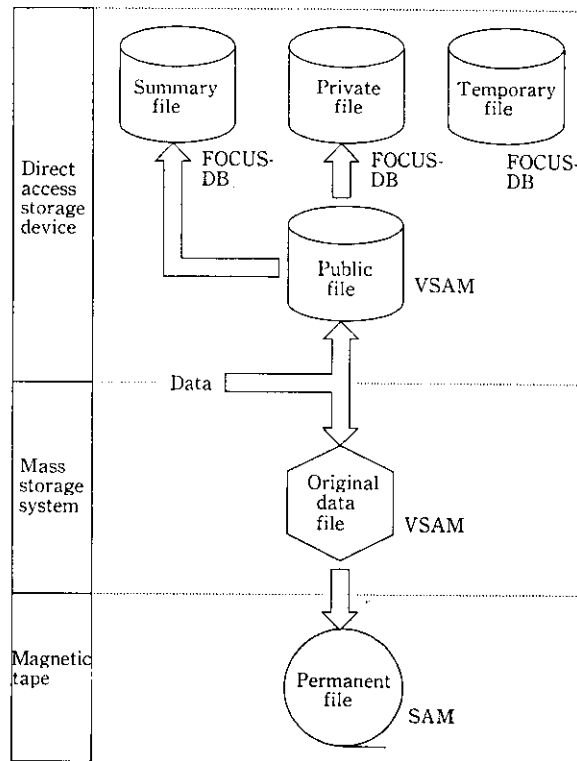 Summary
file
Private
file
Temporary
file
FOCUS-
DB
FOCUS-
DB
FOCUS-
DB
Direct
access
storage
device
Public
file
VSAM
Data
Mass
storage
system
Original
data
file
VSAM
Magnetic
tape
Permanent
file
SAM